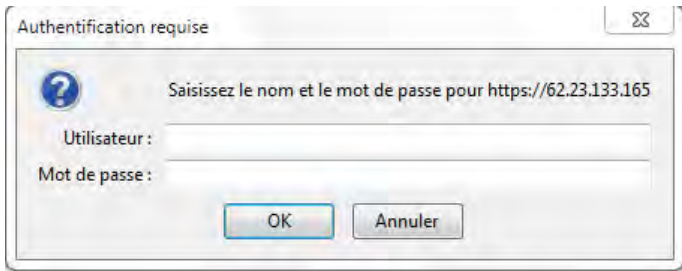 Authentification requise
Saisissez le nom et le mot de passe pour https://62.23.133.165
Utilisateur :
Mot de passe :
OK
Annuler